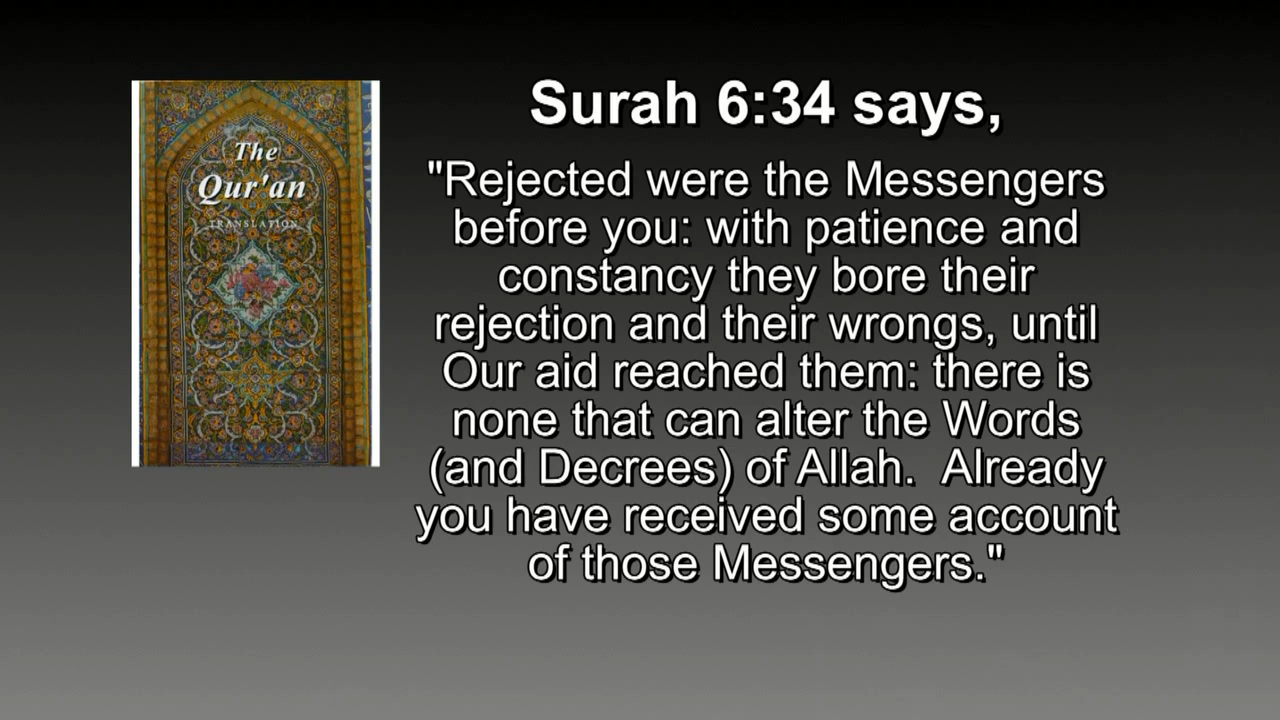 The
Qur'an
TRANSLATION
Surah 6:34 says,
"Rejected were the Messengers
before you: with patience and
constancy they bore their
rejection and their wrongs, until
Our aid reached them: there is
none that can alter the Words
(and Decrees) of Allah.  Already
you have received some account
of those Messengers."